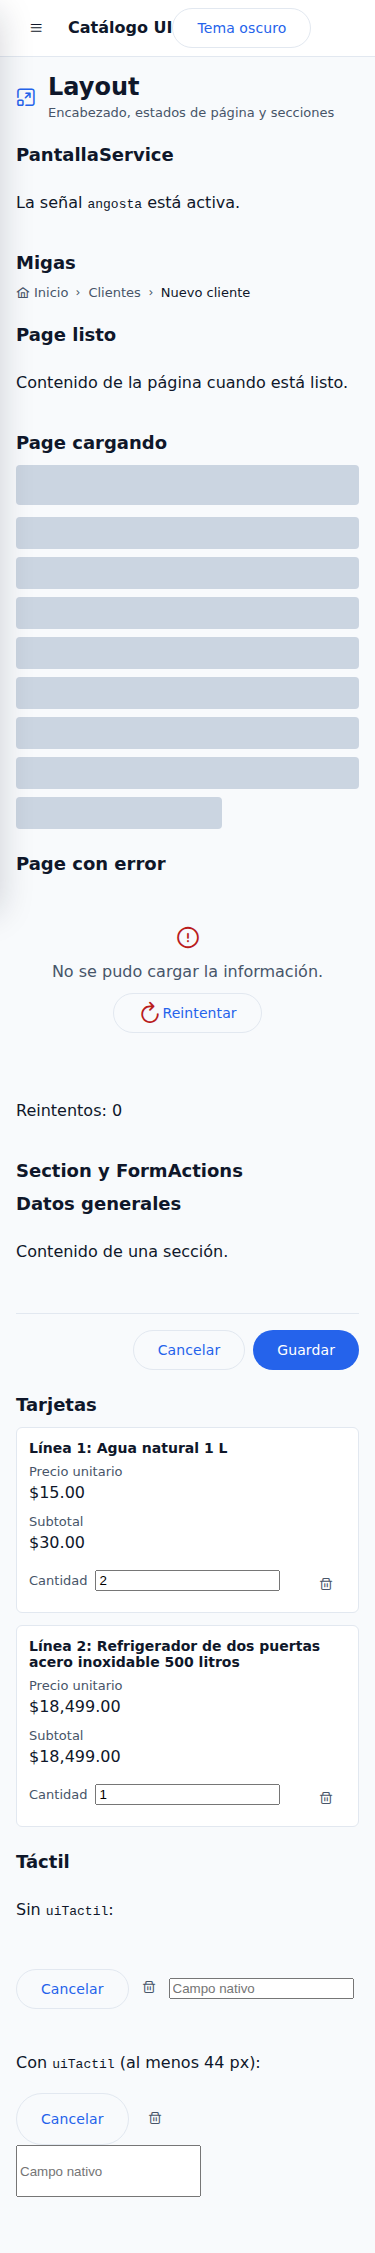 Catálogo UI Tema oscuro
Layout
Encabezado, estados de página y secciones
PantallaService
La señal angosta está activa.
Migas
Inicio › Clientes › Nuevo cliente
Page listo
Contenido de la página cuando está listo.
Page cargando
Page con error
No se pudo cargar la información.
Reintentar
Reintentos: 0
Section y FormActions
Datos generales
Contenido de una sección.
Cancelar Guardar
Tarjetas
Línea 1: Agua natural 1 L
Precio unitario
$15.00
Subtotal
$30.00
Cantidad 2
Línea 2: Refrigerador de dos puertas
acero inoxidable 500 litros
Precio unitario
$18,499.00
Subtotal
$18,499.00
Cantidad 1
Táctil
Sin uiTactil:
Cancelar Campo nativo
Con uiTactil (al menos 44 px):
Cancelar
Campo nativo